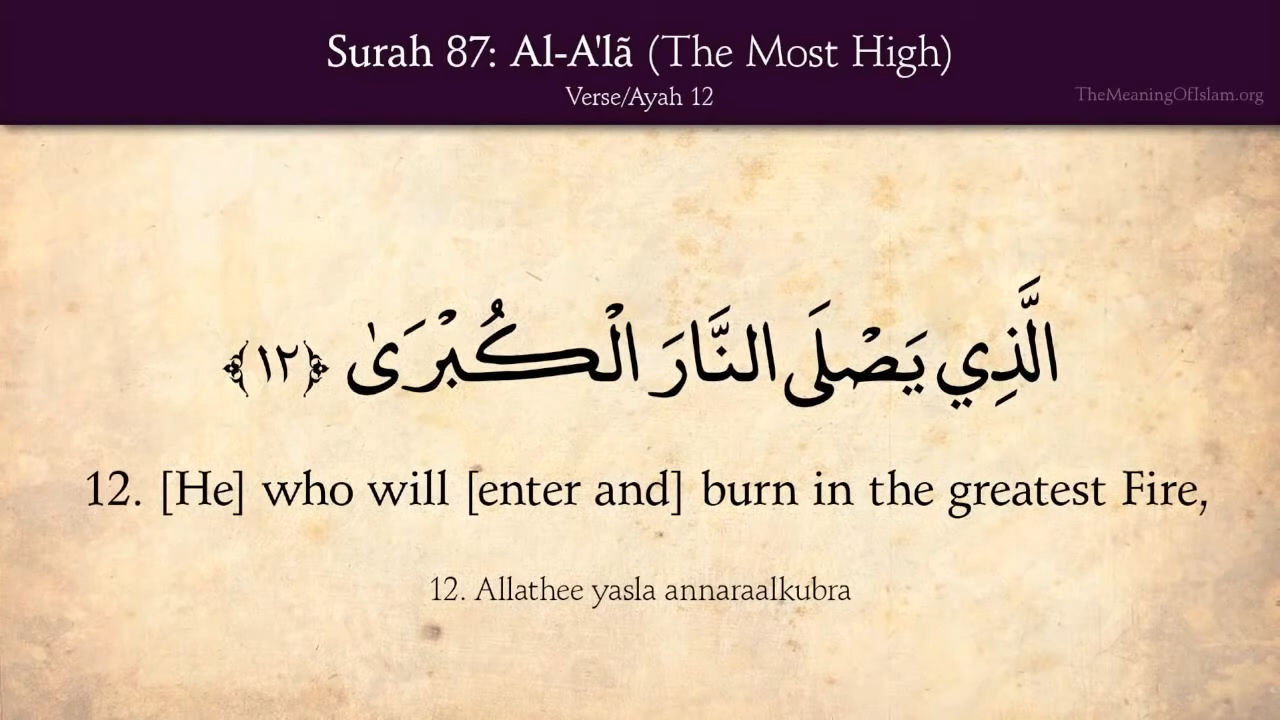 Surah 87: Al-A'lã (The Most High)
Verse/Ayah 12
TheMeaningOfIslam.org
الَّذِي يَصْلَى النَّارَ الْكُبْرَىٰ ﴿١٢﴾
12. [He] who will [enter and] burn in the greatest Fire,
12. Allathee yasla annaraalkubra